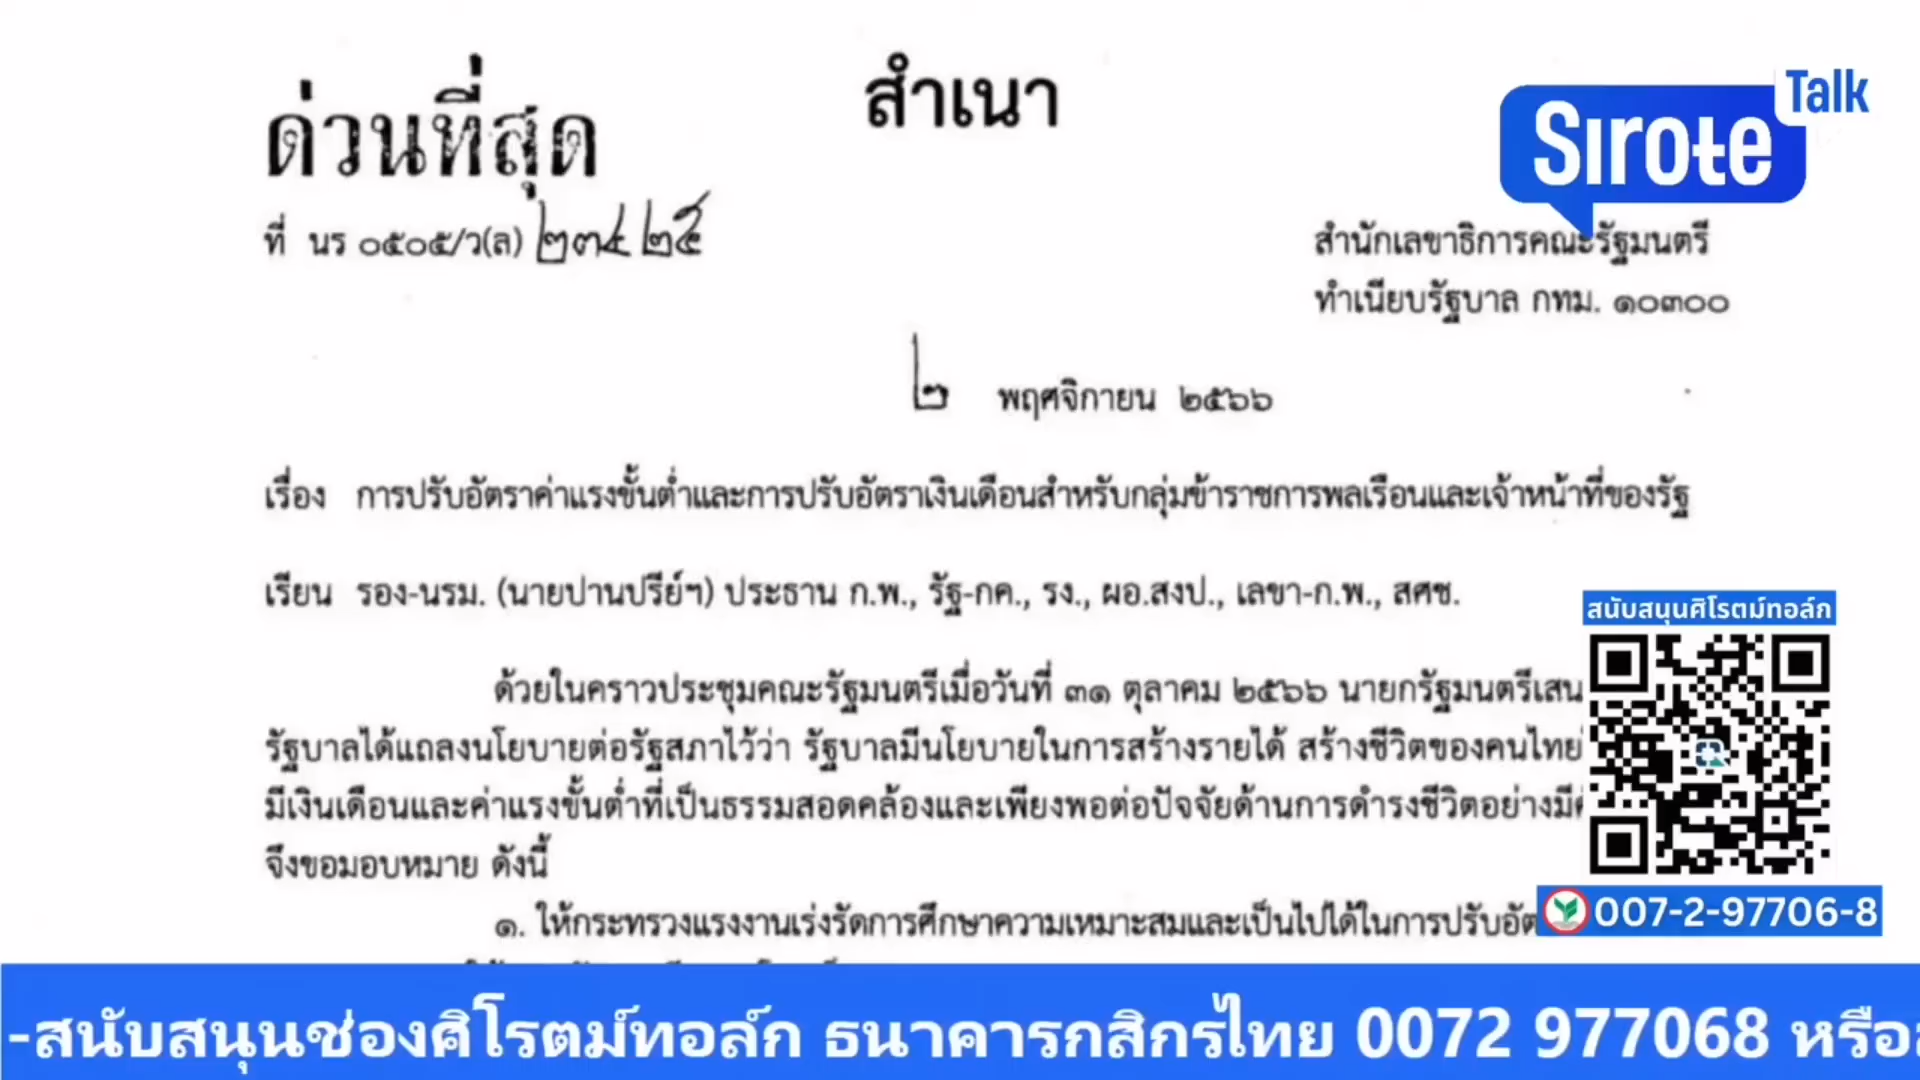 สำเนา
ด่วนที่สุด
Sirote Talk
ที่ นร ๐๕๐๕/ว(ล) ๒๓๔๒๕
สำนักเลขาธิการคณะรัฐมนตรี
ทำเนียบรัฐบาล กทม. ๑๐๓๐๐
๒ พฤศจิกายน ๒๕๖๖
เรื่อง การปรับอัตราค่าแรงขั้นต่ำและการปรับอัตราเงินเดือนสำหรับกลุ่มข้าราชการพลเรือนและเจ้าหน้าที่ของรัฐ
เรียน รอง-นรม. (นายปานปรีย์ฯ) ประธาน ก.พ., รัฐ-กค., รง., ผอ.สงป., เลขา-ก.พ., สศช.
สนับสนุนศิโรตม์ทอล์ก
ด้วยในคราวประชุมคณะรัฐมนตรีเมื่อวันที่ ๓๑ ตุลาคม ๒๕๖๖ นายกรัฐมนตรีเสน
รัฐบาลได้แถลงนโยบายต่อรัฐสภาไว้ว่า รัฐบาลมีนโยบายในการสร้างรายได้ สร้างชีวิตของคนไทย
มีเงินเดือนและค่าแรงขั้นต่ำที่เป็นธรรมสอดคล้องและเพียงพอต่อปัจจัยด้านการดำรงชีวิตอย่างมี
จึงขอมอบหมาย ดังนี้
๑. ให้กระทรวงแรงงานเร่งรัดการศึกษาความเหมาะสมและเป็นไปได้ในการปรับอัต
007-2-97706-8
-สนับสนุนช่องศิโรตม์ทอล์ก ธนาคารกสิกรไทย 0072 977068 หรือ